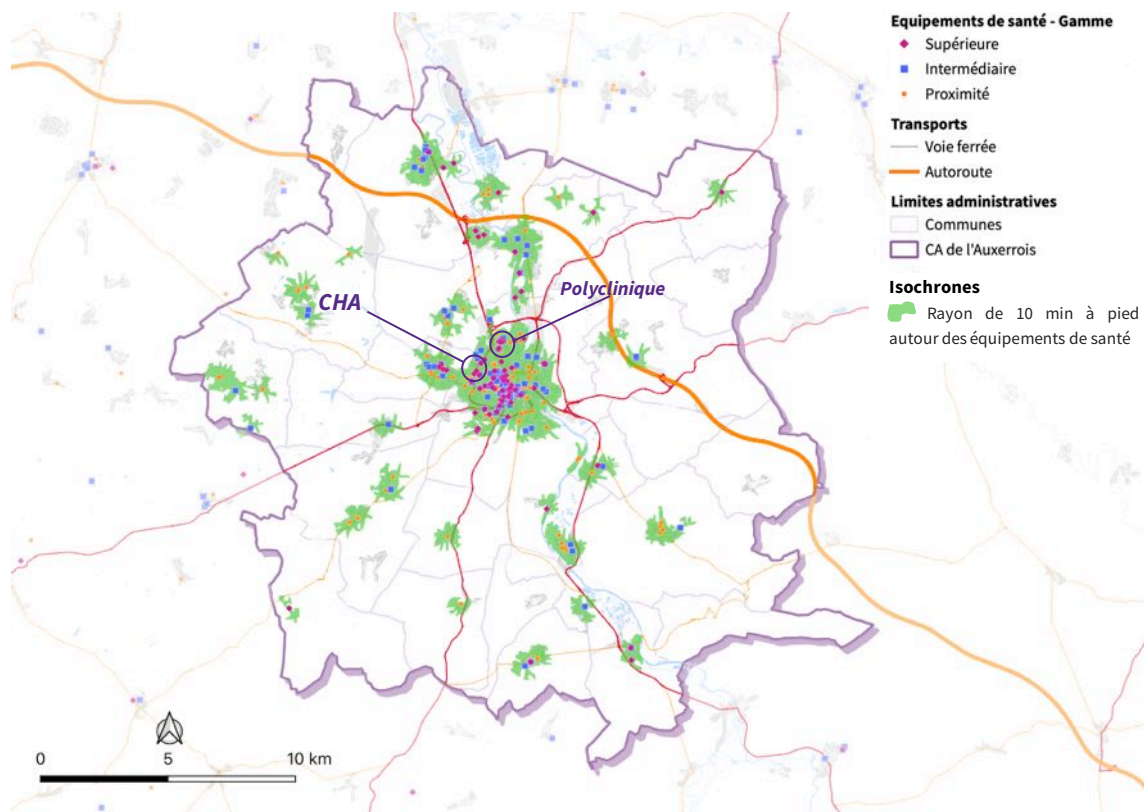 Equipements de santé - Gamme
Supérieure
Intermédiaire
Proximité
Transports
Voie ferrée
Autoroute
Limites administratives
Communes
CA de l'Auxerrois
Isochrones
Rayon de 10 min à pied
autour des équipements de santé
CHA
Polyclinique
0 5 10 km